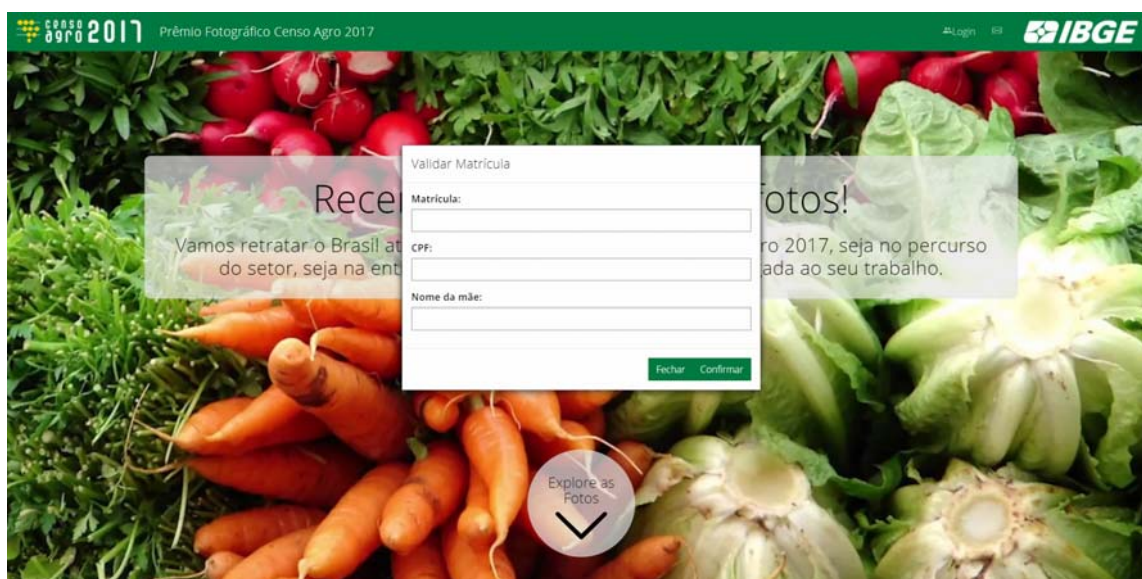 censo agro 2017
Prêmio Fotográfico Censo Agro 2017
Login
IBGE
Validar Matrícula
Matrícula:
CPF:
Nome da mãe:
Fechar Confirmar
Rece fotos!
Vamos retratar o Brasil at ro 2017, seja no percurso
do setor, seja na ent ada ao seu trabalho.
Explore as
Fotos